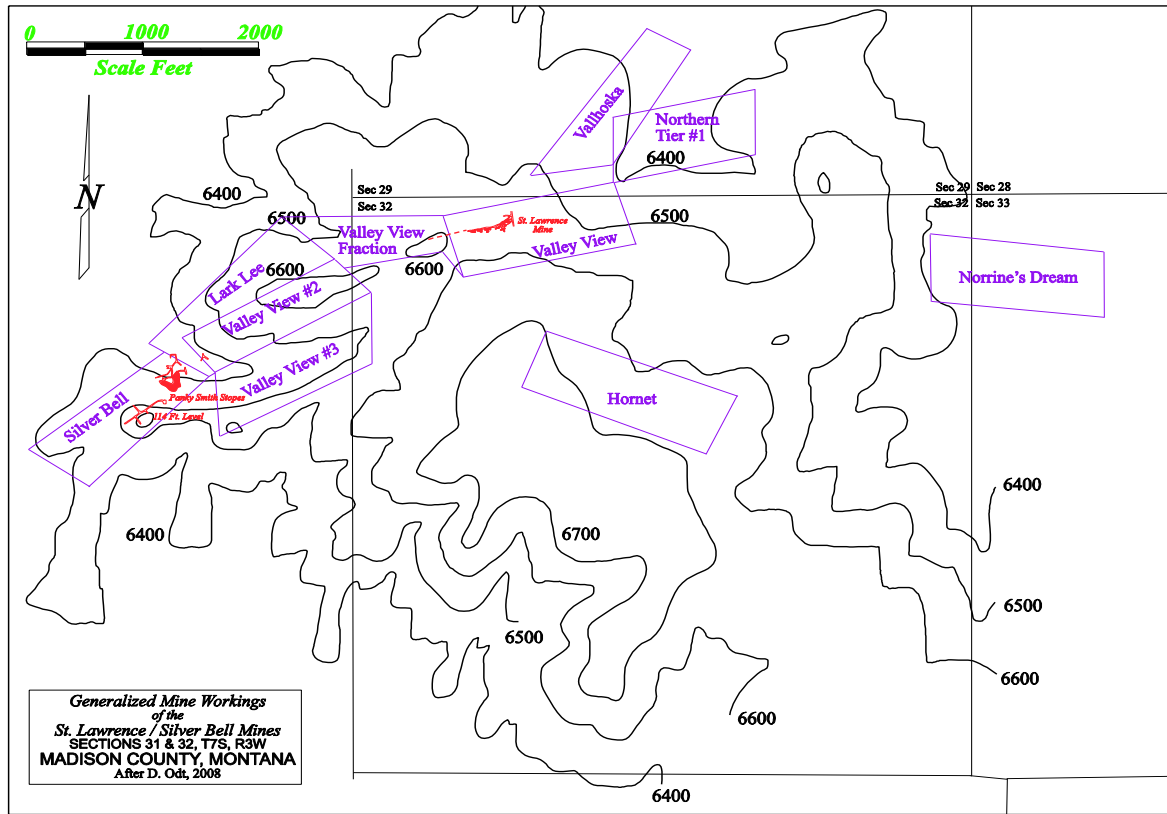 0 1000 2000
Scale Feet
N
Vallhoska
Northern
Tier #1
6400
6400
Sec 29
Sec 32
Sec 29
Sec 28
Sec 32
Sec 33
6500
Valley View
Fraction
St. Lawrence
Mine
6500
Valley View
6600
6600
Lark Lee
Valley View #2
Norrine's Dream
Valley View #3
Silver Bell
Panky Smith Stopes
114 Ft. Level
Hornet
6400
6400
6700
6500
6500
6600
6600
6400
Generalized Mine Workings
of the
St. Lawrence / Silver Bell Mines
SECTIONS 31 & 32, T7S, R3W
MADISON COUNTY, MONTANA
After D. Odt, 2008